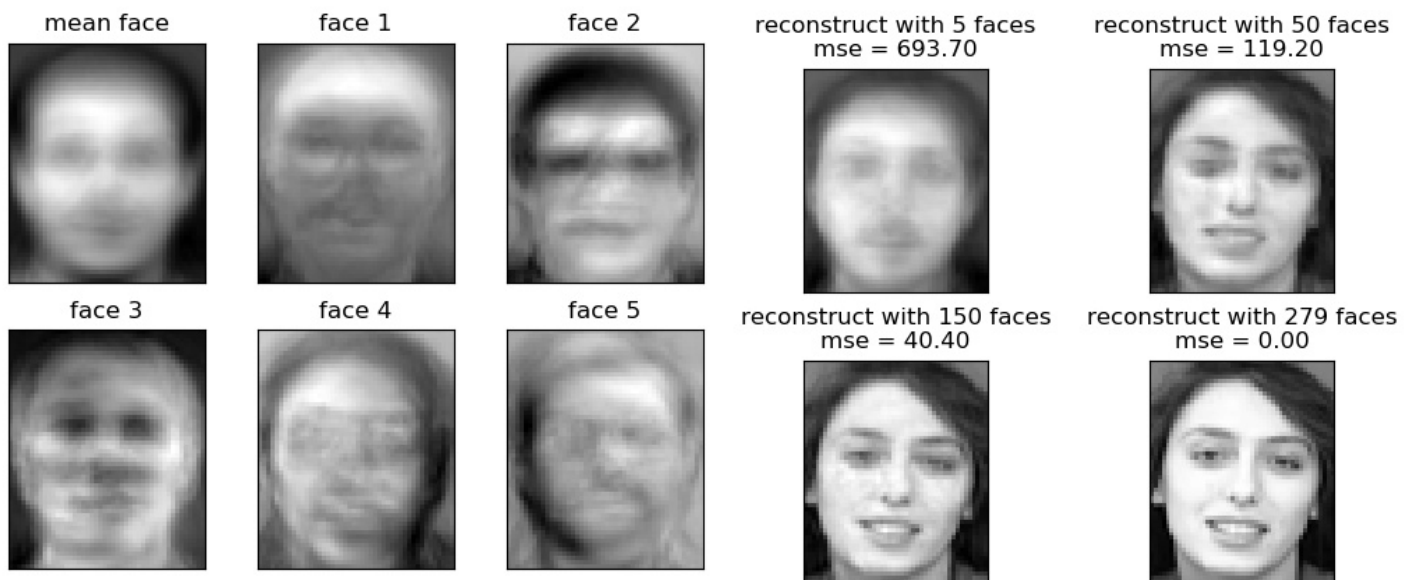 mean face
face 1
face 2
face 3
face 4
face 5
reconstruct with 5 faces
mse = 693.70
reconstruct with 50 faces
mse = 119.20
reconstruct with 150 faces
mse = 40.40
reconstruct with 279 faces
mse = 0.00